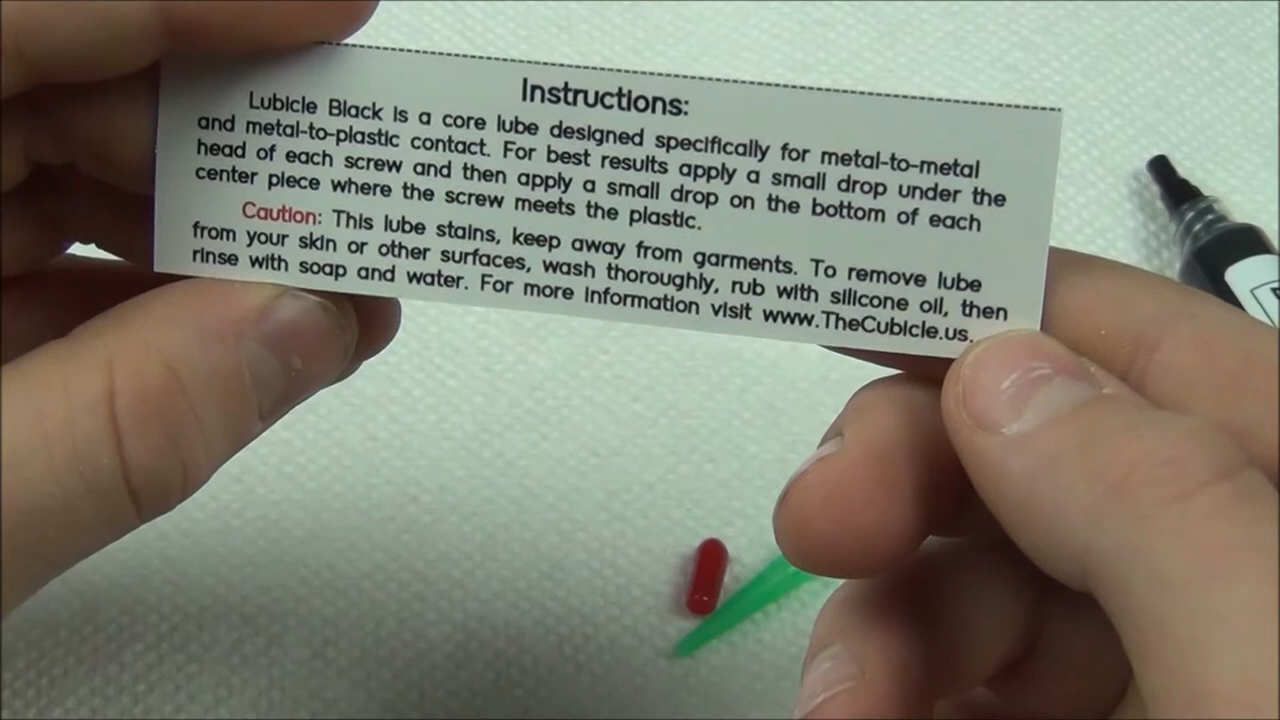 Instructions:
Lubicle Black is a core lube designed specifically for metal-to-metal
and metal-to-plastic contact. For best results apply a small drop under the
head of each screw and then apply a small drop on the bottom of each
center piece where the screw meets the plastic.
Caution: This lube stains, keep away from garments. To remove lube
from your skin or other surfaces, wash thoroughly, rub with silicone oil, then
rinse with soap and water. For more information visit www.TheCubicle.us.